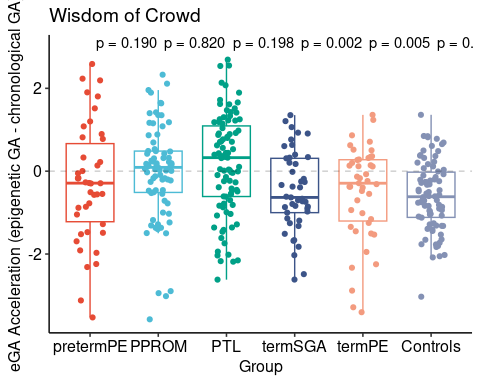 Wisdom of Crowd
p = 0.190 p = 0.820 p = 0.198 p = 0.002 p = 0.005 p = 0.
eGA Acceleration (epigenetic GA - chronological GA
2
0
-2
pretermPE PPROM PTL termSGA termPE Controls
Group